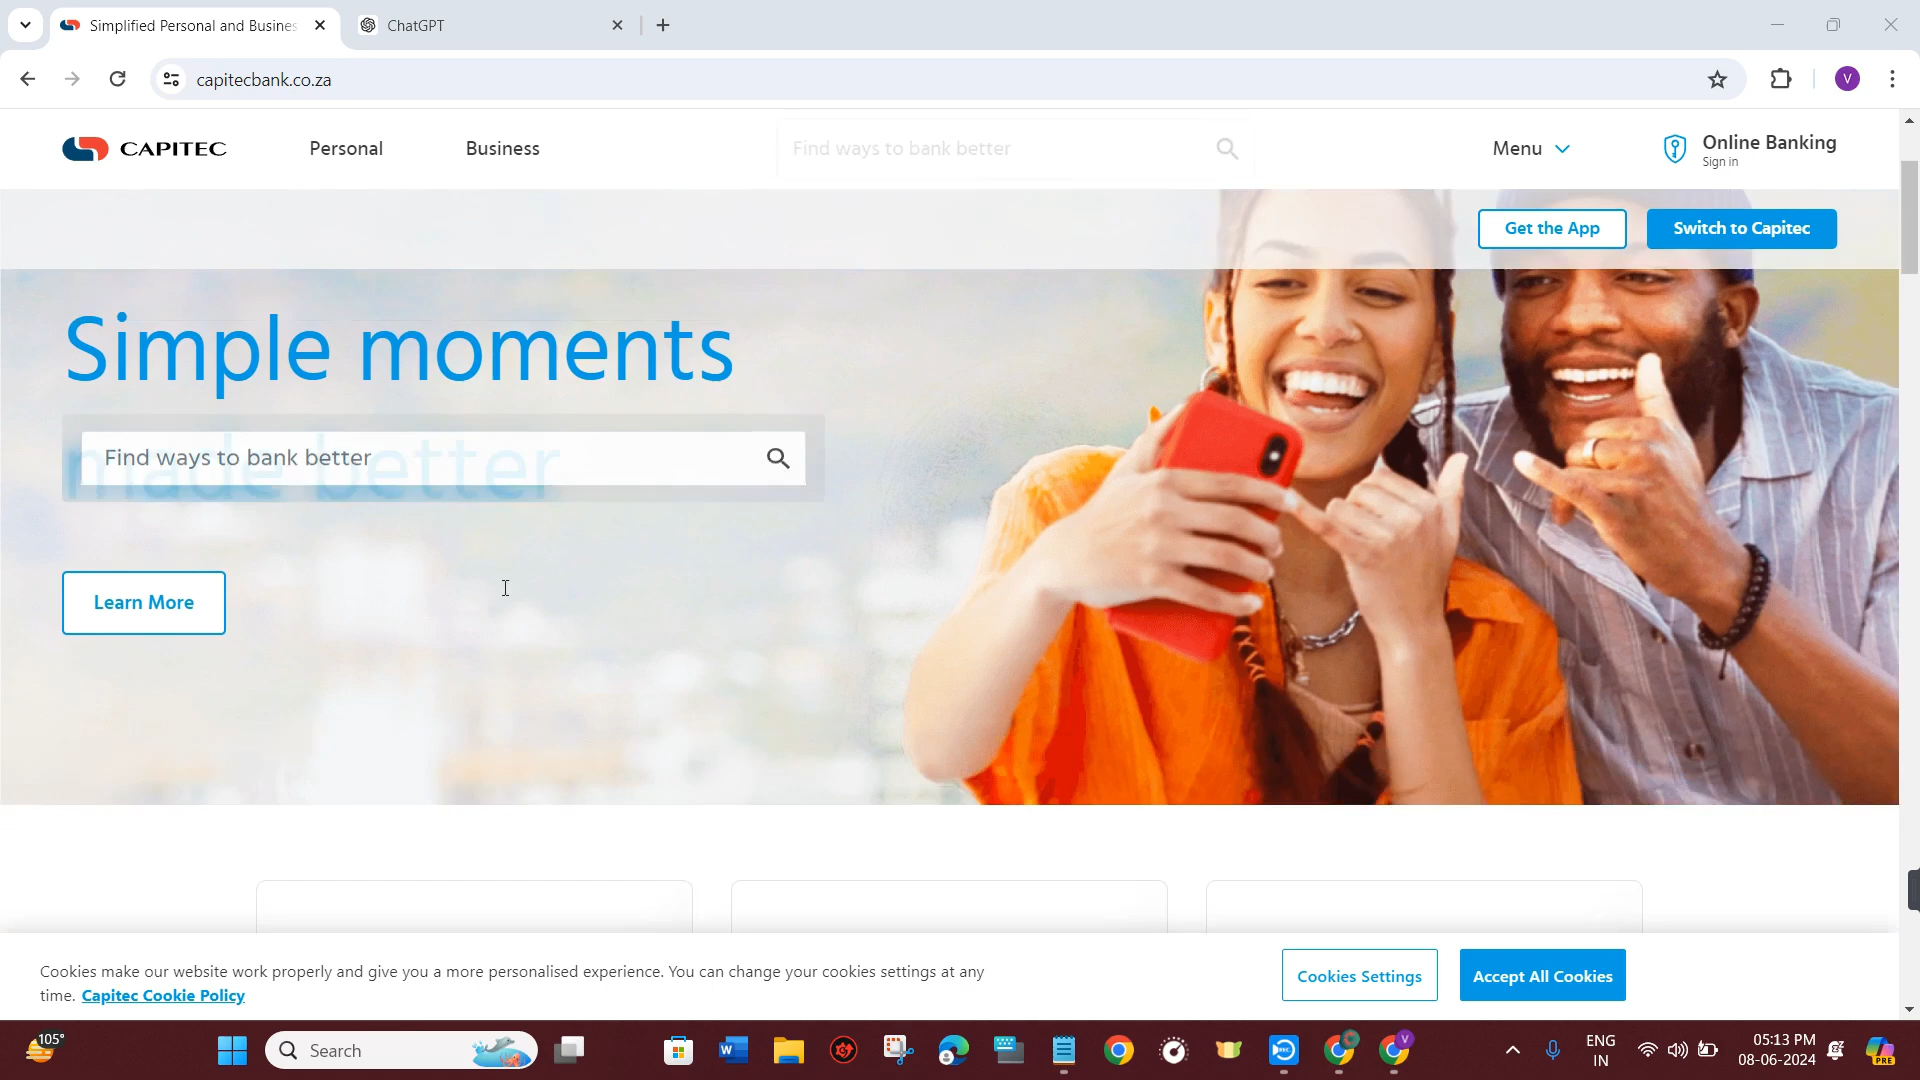 Simplified Personal and Busines
ChatGPT
capitecbank.co.za
V
CAPITEC
Personal
Business
Find ways to bank better
Menu
Online Banking
Sign in
Get the App
Switch to Capitec
Simple moments
made better
Find ways to bank better
Learn More
Cookies make our website work properly and give you a more personalised experience. You can change your cookies settings at any
time. Capitec Cookie Policy
Cookies Settings
Accept All Cookies
105°
Search
ENG
IN
05:13 PM
08-06-2024
PRE